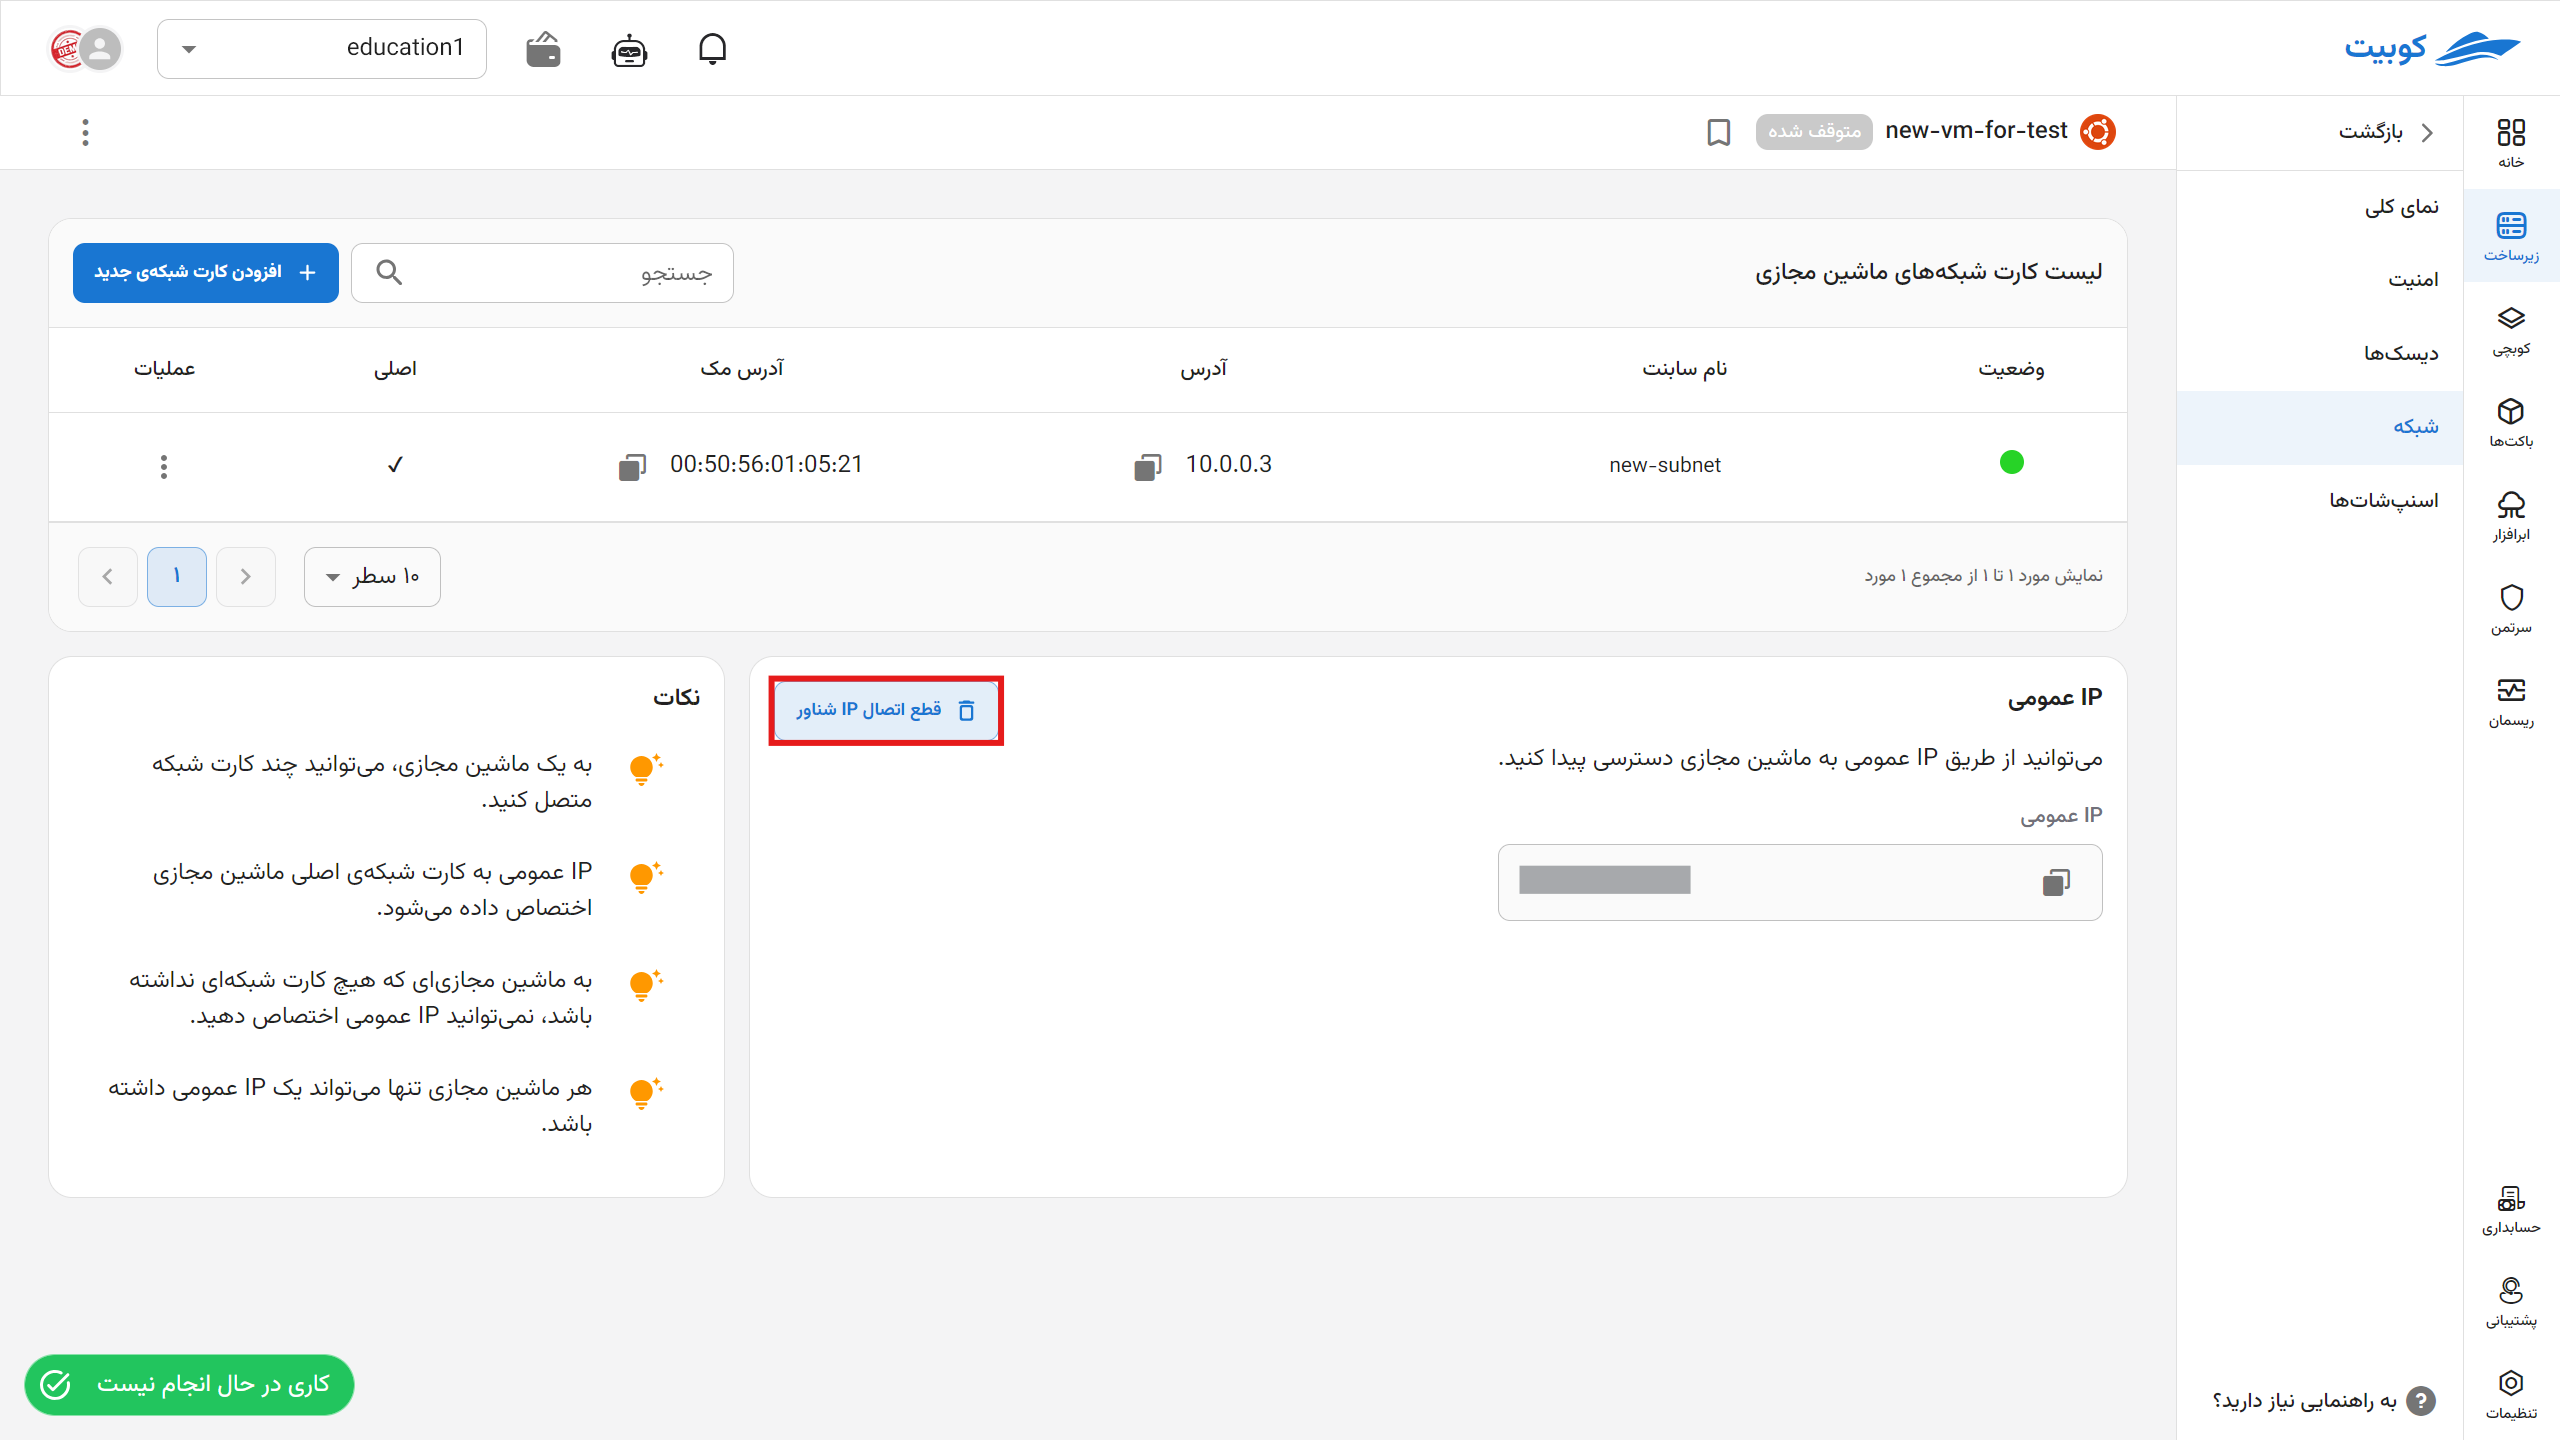 کوبیت
education1
خانه
زیرساخت
کوبچی
باکت‌ها
ابرافزار
سرتمن
ریسمان
حسابداری
پشتیبانی
تنظیمات
بازگشت
نمای کلی
امنیت
دیسک‌ها
شبکه
اسنپ‌شات‌ها
به راهنمایی نیاز دارید؟
new-vm-for-test
متوقف شده
لیست کارت شبکه‌های ماشین مجازی
جستجو
افزودن کارت شبکه‌ی جدید
وضعیت نام سابنت آدرس آدرس مک اصلی عملیات
new-subnet 10.0.0.3 00:50:56:01:05:21
نمایش مورد ۱ تا ۱ از مجموع ۱ مورد
۱۰ سطر
۱
IP عمومی
قطع اتصال IP شناور
می‌توانید از طریق IP عمومی به ماشین مجازی دسترسی پیدا کنید.
IP عمومی
نکات
به یک ماشین مجازی، می‌توانید چند کارت شبکه
متصل کنید.
IP عمومی به کارت شبکه‌ی اصلی ماشین مجازی
اختصاص داده می‌شود.
به ماشین مجازی‌ای که هیچ کارت شبکه‌ای نداشته
باشد، نمی‌توانید IP عمومی اختصاص دهید.
هر ماشین مجازی تنها می‌تواند یک IP عمومی داشته
باشد.
کاری در حال انجام نیست